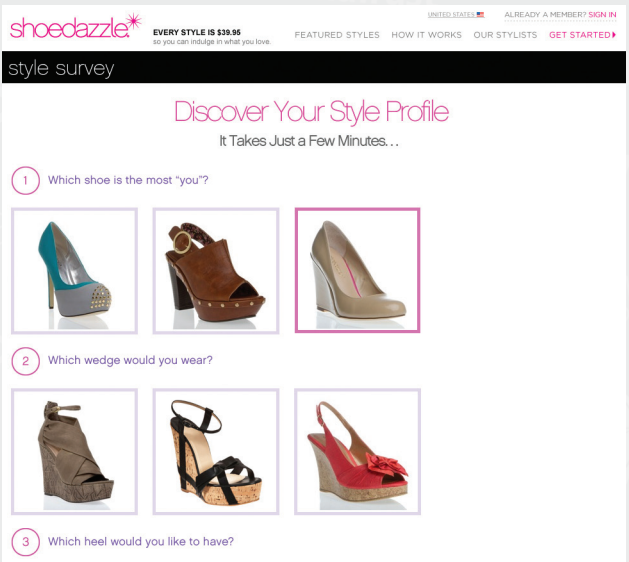 shoedazzle
UNITED STATES
ALREADY A MEMBER? SIGN IN
EVERY STYLE IS $39.95
so you can indulge in what you love.
FEATURED STYLES HOW IT WORKS OUR STYLISTS GET STARTED
style survey
Discover Your Style Profile
It Takes Just a Few Minutes...
1 Which shoe is the most “you”?
2 Which wedge would you wear?
3 Which heel would you like to have?